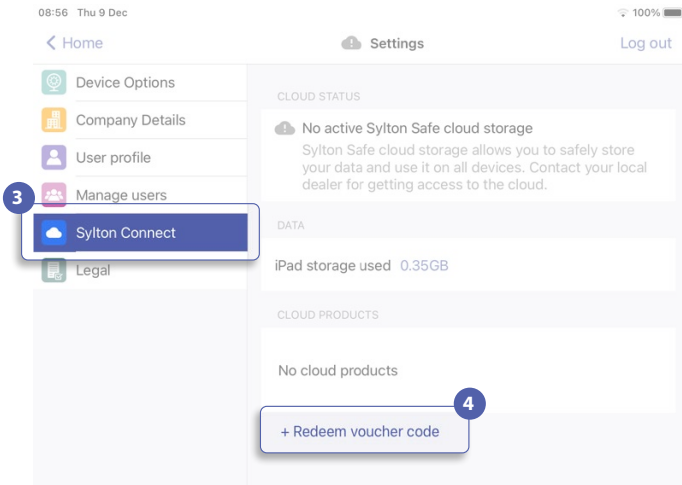 08:56 Thu 9 Dec
100%
Home
Settings
Log out
Device Options
Company Details
User profile
Manage users
3
Sylton Connect
Legal
CLOUD STATUS
No active Sylton Safe cloud storage
Sylton Safe cloud storage allows you to safely store
your data and use it on all devices. Contact your local
dealer for getting access to the cloud.
DATA
iPad storage used 0.35GB
CLOUD PRODUCTS
No cloud products
4
+ Redeem voucher code